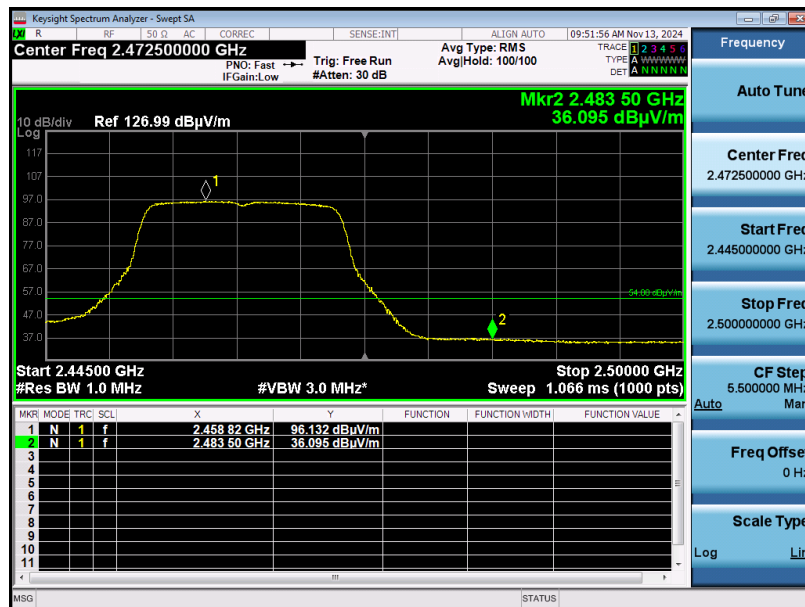 Keysight Spectrum Analyzer - Swept SA
LXI R RF 50 Ω AC CORREC SENSE:INT ALIGN AUTO 09:51:56 AM Nov 13, 2024
Center Freq 2.472500000 GHz
PNO: Fast
IFGain:Low
Trig: Free Run
#Atten: 30 dB
Avg Type: RMS
Avg|Hold: 100/100
TRACE 1 2 3 4 5 6
TYPE A WWWWW
DET A N N N N N
Mkr2 2.483 50 GHz
36.095 dBµV/m
10 dB/div Ref 126.99 dBµV/m
Log
117
107
97.0
87.0
77.0
67.0
57.0
47.0
37.0
1
54.00 dBµV/m
2
Start 2.44500 GHz Stop 2.50000 GHz
#Res BW 1.0 MHz #VBW 3.0 MHz* Sweep 1.066 ms (1000 pts)
MKR MODE TRC SCL X Y FUNCTION FUNCTION WIDTH FUNCTION VALUE
1 N 1 f 2.458 82 GHz 96.132 dBµV/m
2 N 1 f 2.483 50 GHz 36.095 dBµV/m
3
4
5
6
7
8
9
10
11
MSG STATUS
Frequency
Auto Tune
Center Freq
2.472500000 GHz
Start Freq
2.445000000 GHz
Stop Freq
2.500000000 GHz
CF Step
5.500000 MHz
Auto Man
Freq Offset
0 Hz
Scale Type
Log Lin